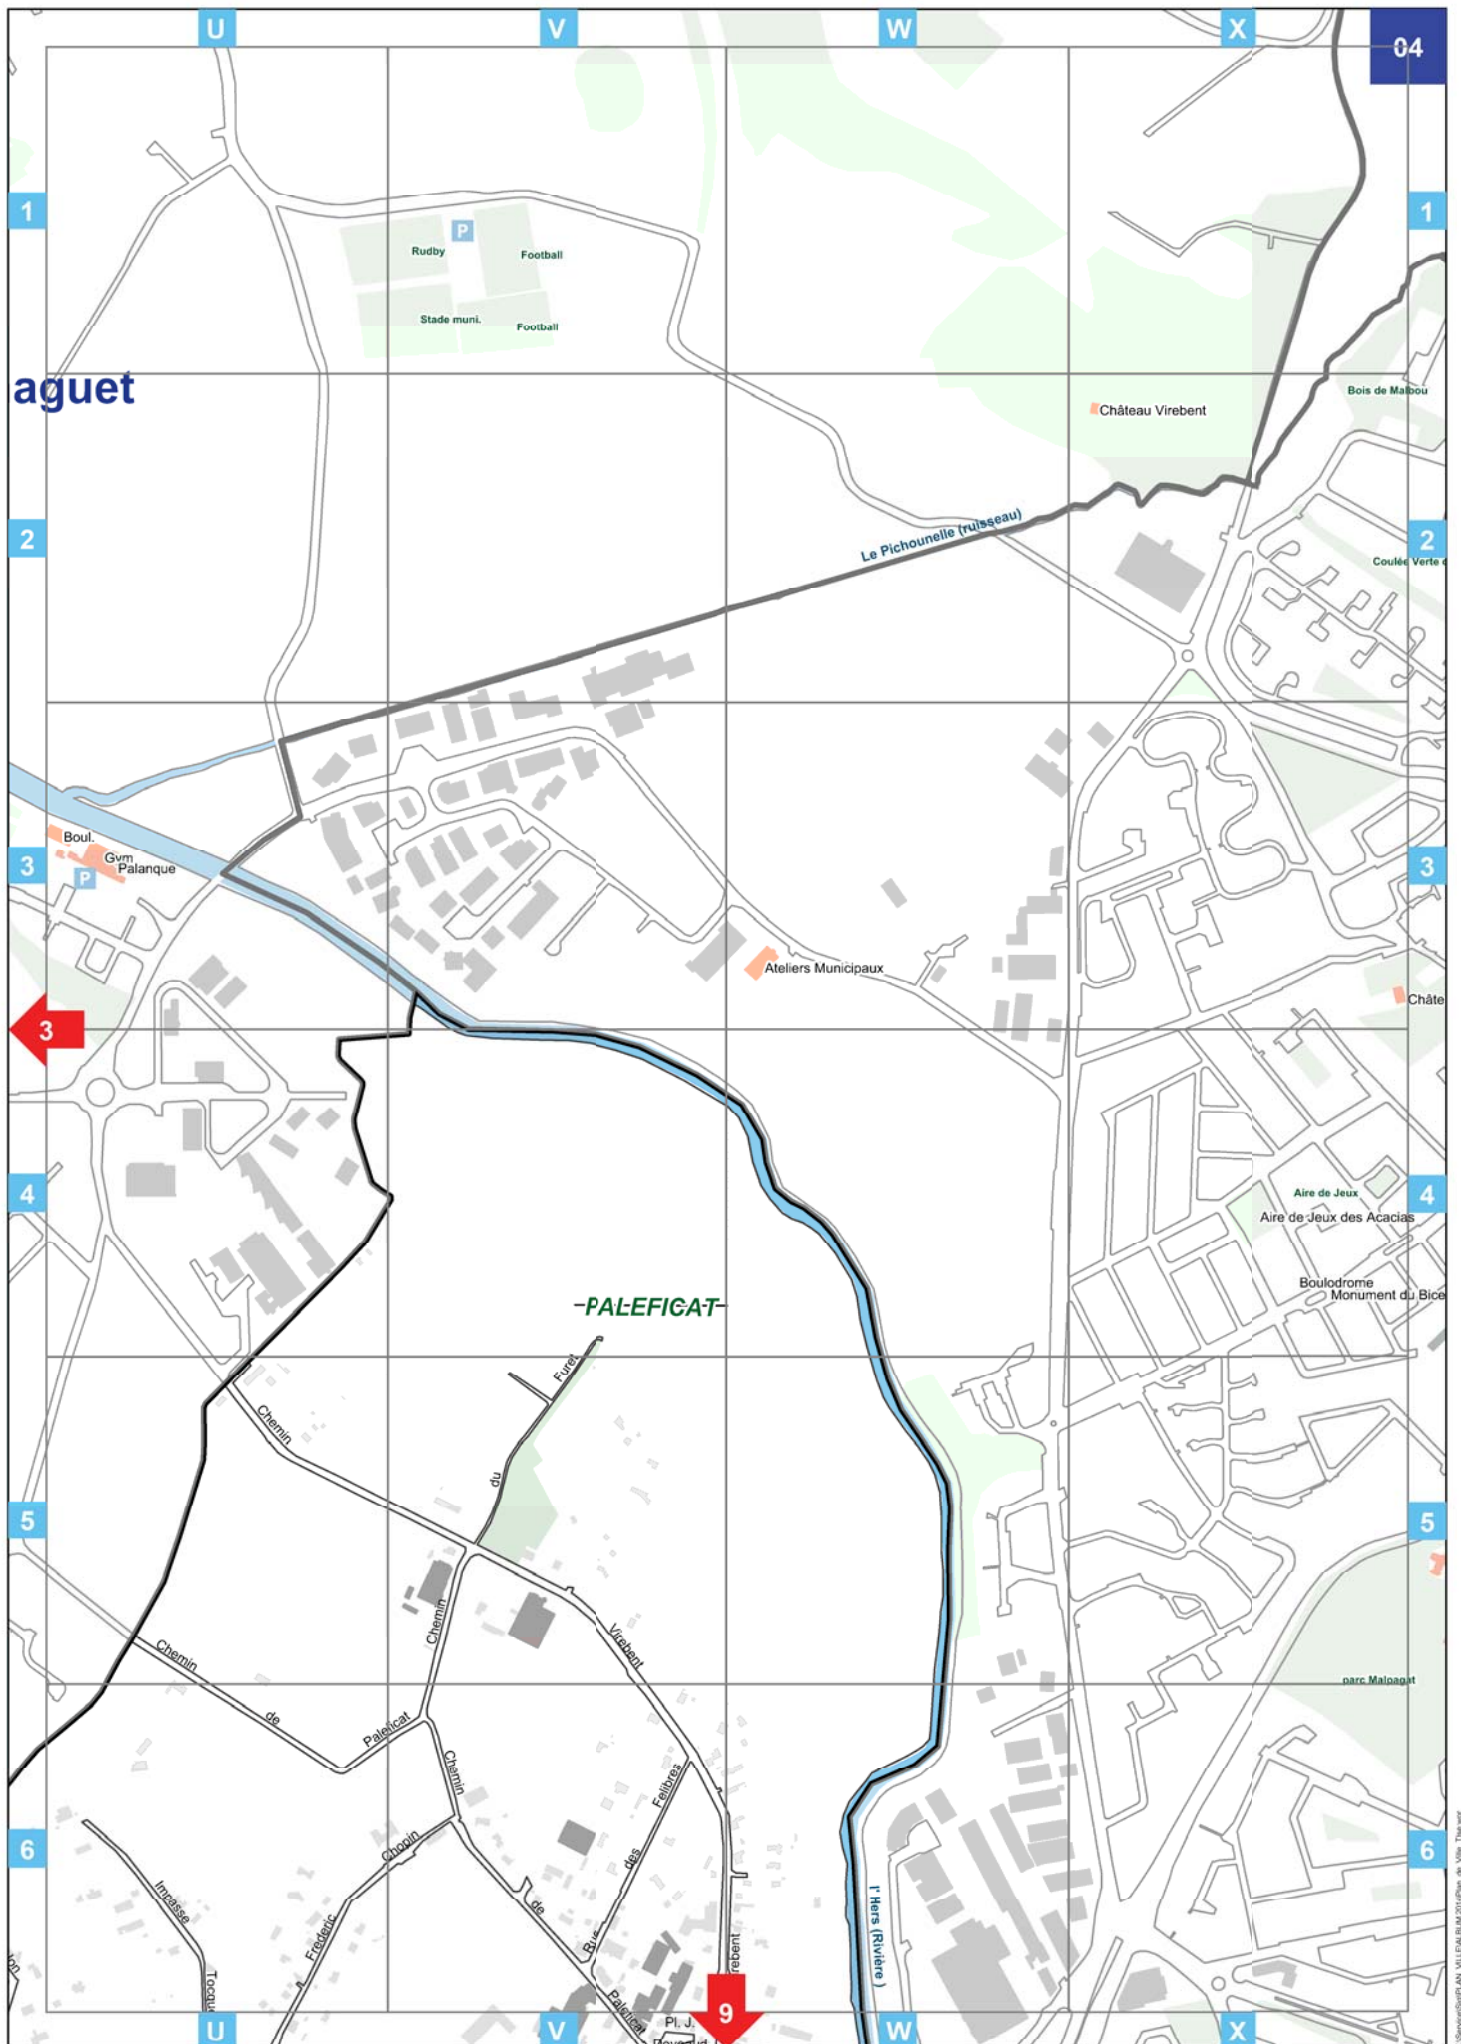 U
V
W
X
04
1
1
P
Rudby
Football
Stade muni.
Football
aguet
Bois de Malbou
Château Virebent
Le Pichounelle (ruisseau)
2
2
Coulée Verte
Boul.
Gym
Palanque
P
3
3
Ateliers Municipaux
Châte
3
4
4
Aire de Jeux
Aire de Jeux des Acacias
Boulodrome
Monument du Bice
PALEFICAT
Furet
du
Chemin
5
5
Chemin
Virebent
Chemin
de
Paleficat
parc Malpagat
Chemin
Felibres
des
Rue
Chopin
Frederic
6
6
Impasse
Tocqu
de
Paleficat
rebent
l' Hers (Rivière )
9
Pl. J.
U
V
W
X